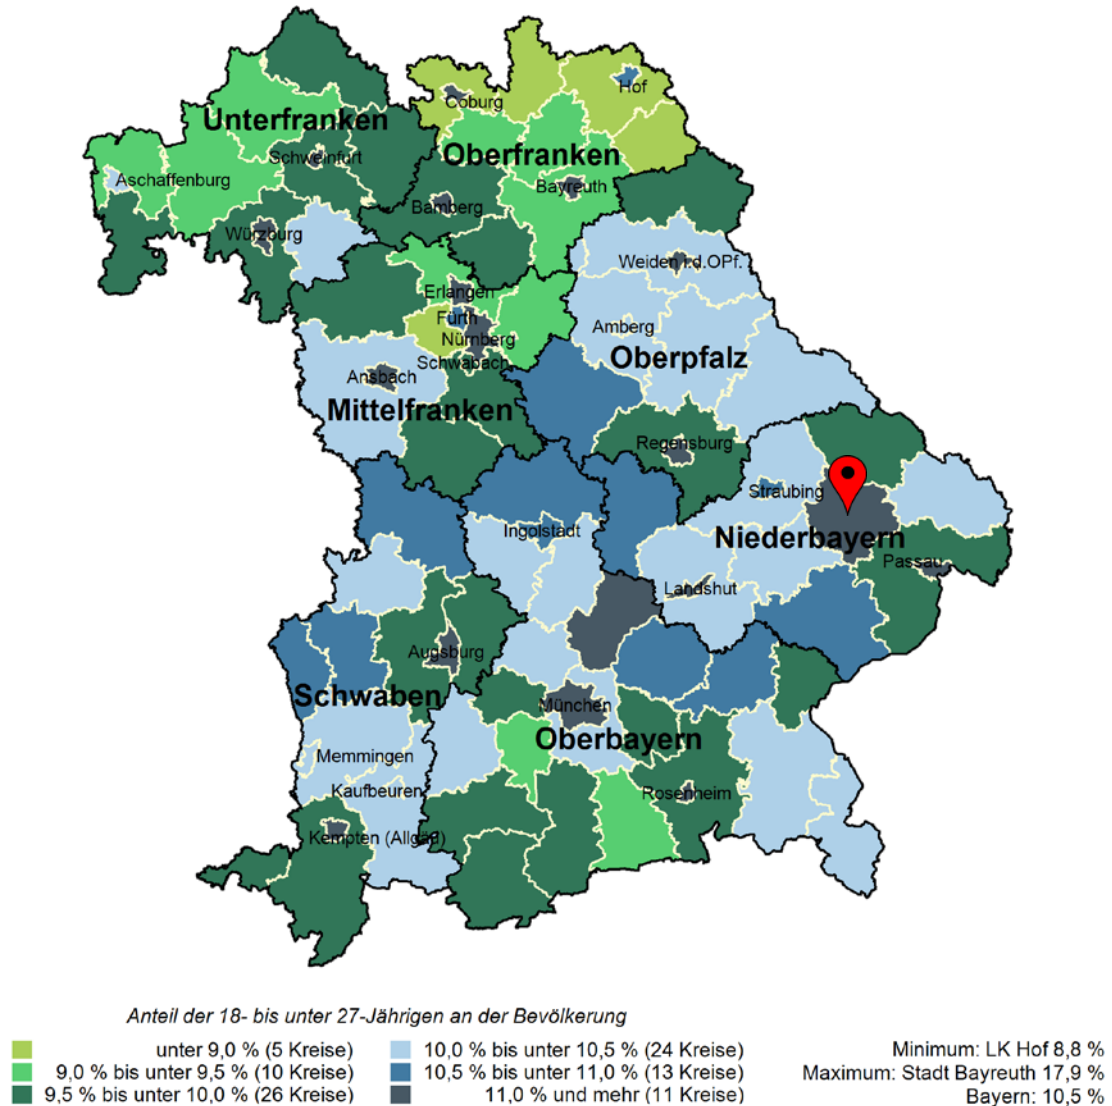 Hof
Coburg
Unterfranken
Oberfranken
Schweinfurt
Aschaffenburg
Bayreuth
Bamberg
Würzburg
Weiden i.d.OPf.
Erlangen
Fürth
Amberg
Nürnberg
Oberpfalz
Schwabach
Ansbach
Mittelfranken
Regensburg
Straubing
Ingolstadt
Niederbayern
Passau
Landshut
Augsburg
Schwaben
München
Oberbayern
Memmingen
Kaufbeuren
Rosenheim
Kempten (Allgäu)
Anteil der 18- bis unter 27-Jährigen an der Bevölkerung
unter 9,0 % (5 Kreise)
9,0 % bis unter 9,5 % (10 Kreise)
9,5 % bis unter 10,0 % (26 Kreise)
10,0 % bis unter 10,5 % (24 Kreise)
10,5 % bis unter 11,0 % (13 Kreise)
11,0 % und mehr (11 Kreise)
Minimum: LK Hof 8,8 %
Maximum: Stadt Bayreuth 17,9 %
Bayern: 10,5 %